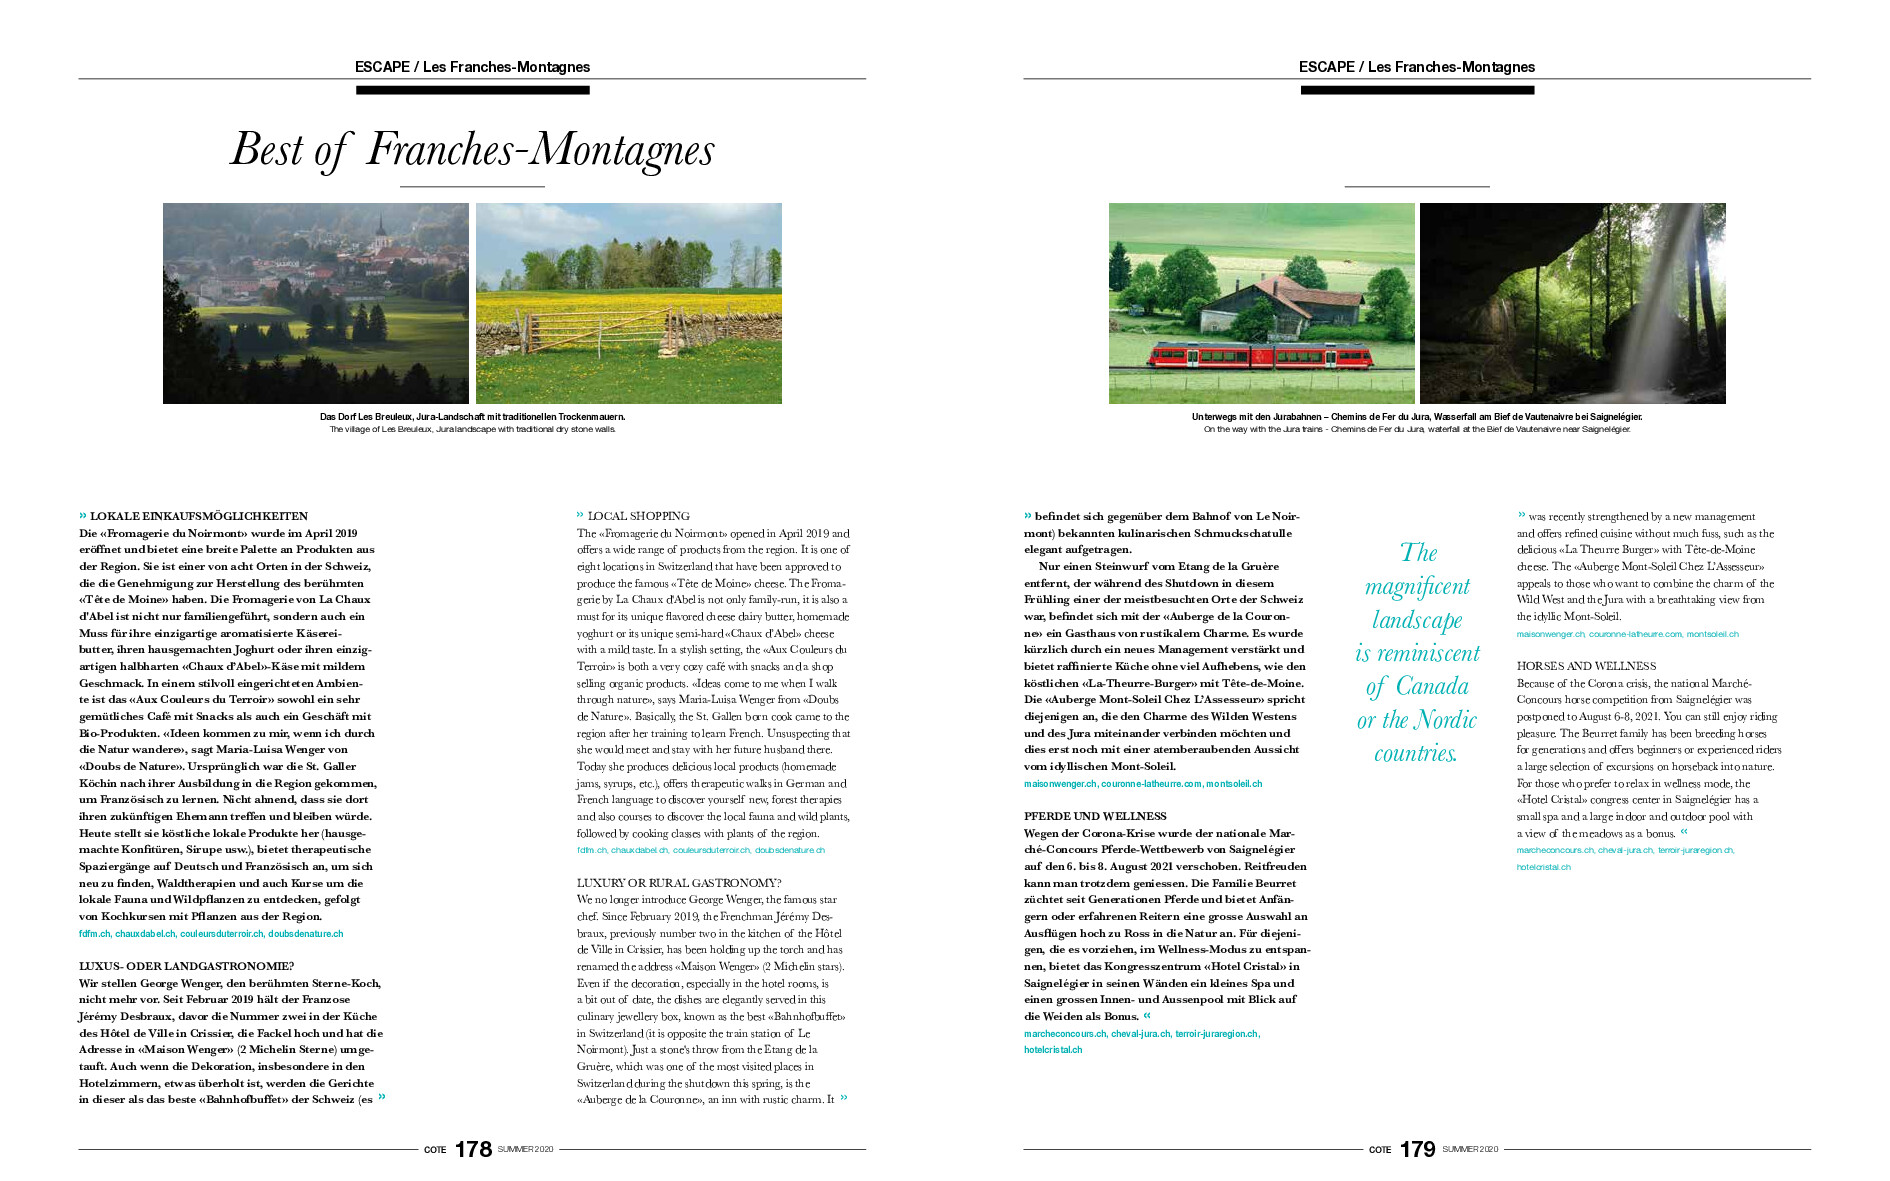 ESCAPE / Les Franches-Montagnes
Best of Franches-Montagnes
Das Dorf Les Breuleux, Jura-Landschaft mit traditionellen Trockenmauern.
The village of Les Breuleux, Jura landscape with traditional dry stone walls.
» LOKALE EINKAUFSMÖGLICHKEITEN
Die «Fromagerie du Noirmont» wurde im April 2019
eröffnet und bietet eine breite Palette an Produkten aus
der Region. Sie ist einer von acht Orten in der Schweiz,
die die Genehmigung zur Herstellung des berühmten
«Tête de Moine» haben. Die Fromagerie von La Chaux
d'Abel ist nicht nur familiengeführt, sondern auch ein
Muss für ihre einzigartige aromatisierte Käserei-
butter, ihren hausgemachten Joghurt oder ihren einzig-
artigen halbharten «Chaux d'Abel»-Käse mit mildem
Geschmack. In einem stilvoll eingerichteten Ambien-
te ist das «Aux Couleurs du Terroir» sowohl ein sehr
gemütliches Café mit Snacks als auch ein Geschäft mit
Bio-Produkten. «Ideen kommen zu mir, wenn ich durch
die Natur wandere», sagt Maria-Luisa Wenger von
«Doubs de Nature». Ursprünglich war die St. Galler
Köchin nach ihrer Ausbildung in die Region gekommen,
um Französisch zu lernen. Nicht ahnend, dass sie dort
ihren zukünftigen Ehemann treffen und bleiben würde.
Heute stellt sie köstliche lokale Produkte her (hausge-
machte Konfitüren, Sirupe usw.), bietet therapeutische
Spaziergänge auf Deutsch und Französisch an, um sich
neu zu finden, Waldtherapien und auch Kurse um die
lokale Fauna und Wildpflanzen zu entdecken, gefolgt
von Kochkursen mit Pflanzen aus der Region.
fdfm.ch, chauxdabel.ch, couleursduterroir.ch, doubsdenature.ch
LUXUS- ODER LANDGASTRONOMIE?
Wir stellen George Wenger, den berühmten Sterne-Koch,
nicht mehr vor. Seit Februar 2019 hält der Franzose
Jérémy Desbraux, davor die Nummer zwei in der Küche
des Hôtel de Ville in Crissier, die Fackel hoch und hat die
Adresse in «Maison Wenger» (2 Michelin Sterne) umge-
tauft. Auch wenn die Dekoration, insbesondere in den
Hotelzimmern, etwas überholt ist, werden die Gerichte
in dieser als das beste «Bahnhofbuffet» der Schweiz (es »
» LOCAL SHOPPING
The «Fromagerie du Noirmont» opened in April 2019 and
offers a wide range of products from the region. It is one of
eight locations in Switzerland that have been approved to
produce the famous «Tête de Moine» cheese. The Froma-
gerie by La Chaux d'Abel is not only family-run, it is also a
must for its unique flavored cheese dairy butter, homemade
yoghurt or its unique semi-hard «Chaux d'Abel» cheese
with a mild taste. In a stylish setting, the «Aux Couleurs du
Terroir» is both a very cozy café with snacks and a shop
selling organic products. «Ideas come to me when I walk
through nature», says Maria-Luisa Wenger from «Doubs
de Nature». Basically, the St. Gallen born cook came to the
region after her training to learn French. Unsuspecting that
she would meet and stay with her future husband there.
Today she produces delicious local products (homemade
jams, syrups, etc.), offers therapeutic walks in German and
French language to discover yourself new, forest therapies
and also courses to discover the local fauna and wild plants,
followed by cooking classes with plants of the region.
fdfm.ch, chauxdabel.ch, couleursduterroir.ch, doubsdenature.ch
LUXURY OR RURAL GASTRONOMY?
We no longer introduce George Wenger, the famous star
chef. Since February 2019, the Frenchman Jérémy Des-
braux, previously number two in the kitchen of the Hôtel
de Ville in Crissier, has been holding up the torch and has
renamed the address «Maison Wenger» (2 Michelin stars).
Even if the decoration, especially in the hotel rooms, is
a bit out of date, the dishes are elegantly served in this
culinary jewellery box, known as the best «Bahnhofbuffet»
in Switzerland (it is opposite the train station of Le
Noirmont). Just a stone's throw from the Etang de la
Gruère, which was one of the most visited places in
Switzerland during the shutdown this spring, is the
«Auberge de la Couronne», an inn with rustic charm. It »
COTE 178 SUMMER 2020
ESCAPE / Les Franches-Montagnes
Unterwegs mit den Jurabahnen – Chemins de Fer du Jura, Wasserfall am Bief de Vautenaivre bei Saignelégier.
On the way with the Jura trains - Chemins de Fer du Jura, waterfall at the Bief de Vautenaivre near Saignelégier.
» befindet sich gegenüber dem Bahnof von Le Noir-
mont) bekannten kulinarischen Schmuckschatulle
elegant aufgetragen.
Nur einen Steinwurf vom Etang de la Gruère
entfernt, der während des Shutdown in diesem
Frühling einer der meistbesuchten Orte der Schweiz
war, befindet sich mit der «Auberge de la Couron-
ne» ein Gasthaus von rustikalem Charme. Es wurde
kürzlich durch ein neues Management verstärkt und
bietet raffinierte Küche ohne viel Aufhebens, wie den
köstlichen «La-Theurre-Burger» mit Tête-de-Moine.
Die «Auberge Mont-Soleil Chez L'Assesseur» spricht
diejenigen an, die den Charme des Wilden Westens
und des Jura miteinander verbinden möchten und
dies erst noch mit einer atemberaubenden Aussicht
vom idyllischen Mont-Soleil.
maisonwenger.ch, couronne-latheurre.com, montsoleil.ch
PFERDE UND WELLNESS
Wegen der Corona-Krise wurde der nationale Mar-
ché-Concours Pferde-Wettbewerb von Saignelégier
auf den 6. bis 8. August 2021 verschoben. Reitfreuden
kann man trotzdem geniessen. Die Familie Beurret
züchtet seit Generationen Pferde und bietet Anfän-
gern oder erfahrenen Reitern eine grosse Auswahl an
Ausflügen hoch zu Ross in die Natur an. Für diejeni-
gen, die es vorziehen, im Wellness-Modus zu entspan-
nen, bietet das Kongresszentrum «Hotel Cristal» in
Saignelégier in seinen Wänden ein kleines Spa und
einen grossen Innen- und Aussenpool mit Blick auf
die Weiden als Bonus. «
marcheconcours.ch, cheval-jura.ch, terroir-juraregion.ch,
hotelcristal.ch
The
magnificent
landscape
is reminiscent
of Canada
or the Nordic
countries.
» was recently strengthened by a new management
and offers refined cuisine without much fuss, such as the
delicious «La Theurre Burger» with Tête-de-Moine
cheese. The «Auberge Mont-Soleil Chez L'Assesseur»
appeals to those who want to combine the charm of the
Wild West and the Jura with a breathtaking view from
the idyllic Mont-Soleil.
maisonwenger.ch, couronne-latheurre.com, montsoleil.ch
HORSES AND WELLNESS
Because of the Corona crisis, the national Marché-
Concours horse competition from Saignelégier was
postponed to August 6-8, 2021. You can still enjoy riding
pleasure. The Beurret family has been breeding horses
for generations and offers beginners or experienced riders
a large selection of excursions on horseback into nature.
For those who prefer to relax in wellness mode, the
«Hotel Cristal» congress center in Saignelégier has a
small spa and a large indoor and outdoor pool with
a view of the meadows as a bonus. «
marcheconcours.ch, cheval-jura.ch, terroir-juraregion.ch,
hotelcristal.ch
COTE 179 SUMMER 2020